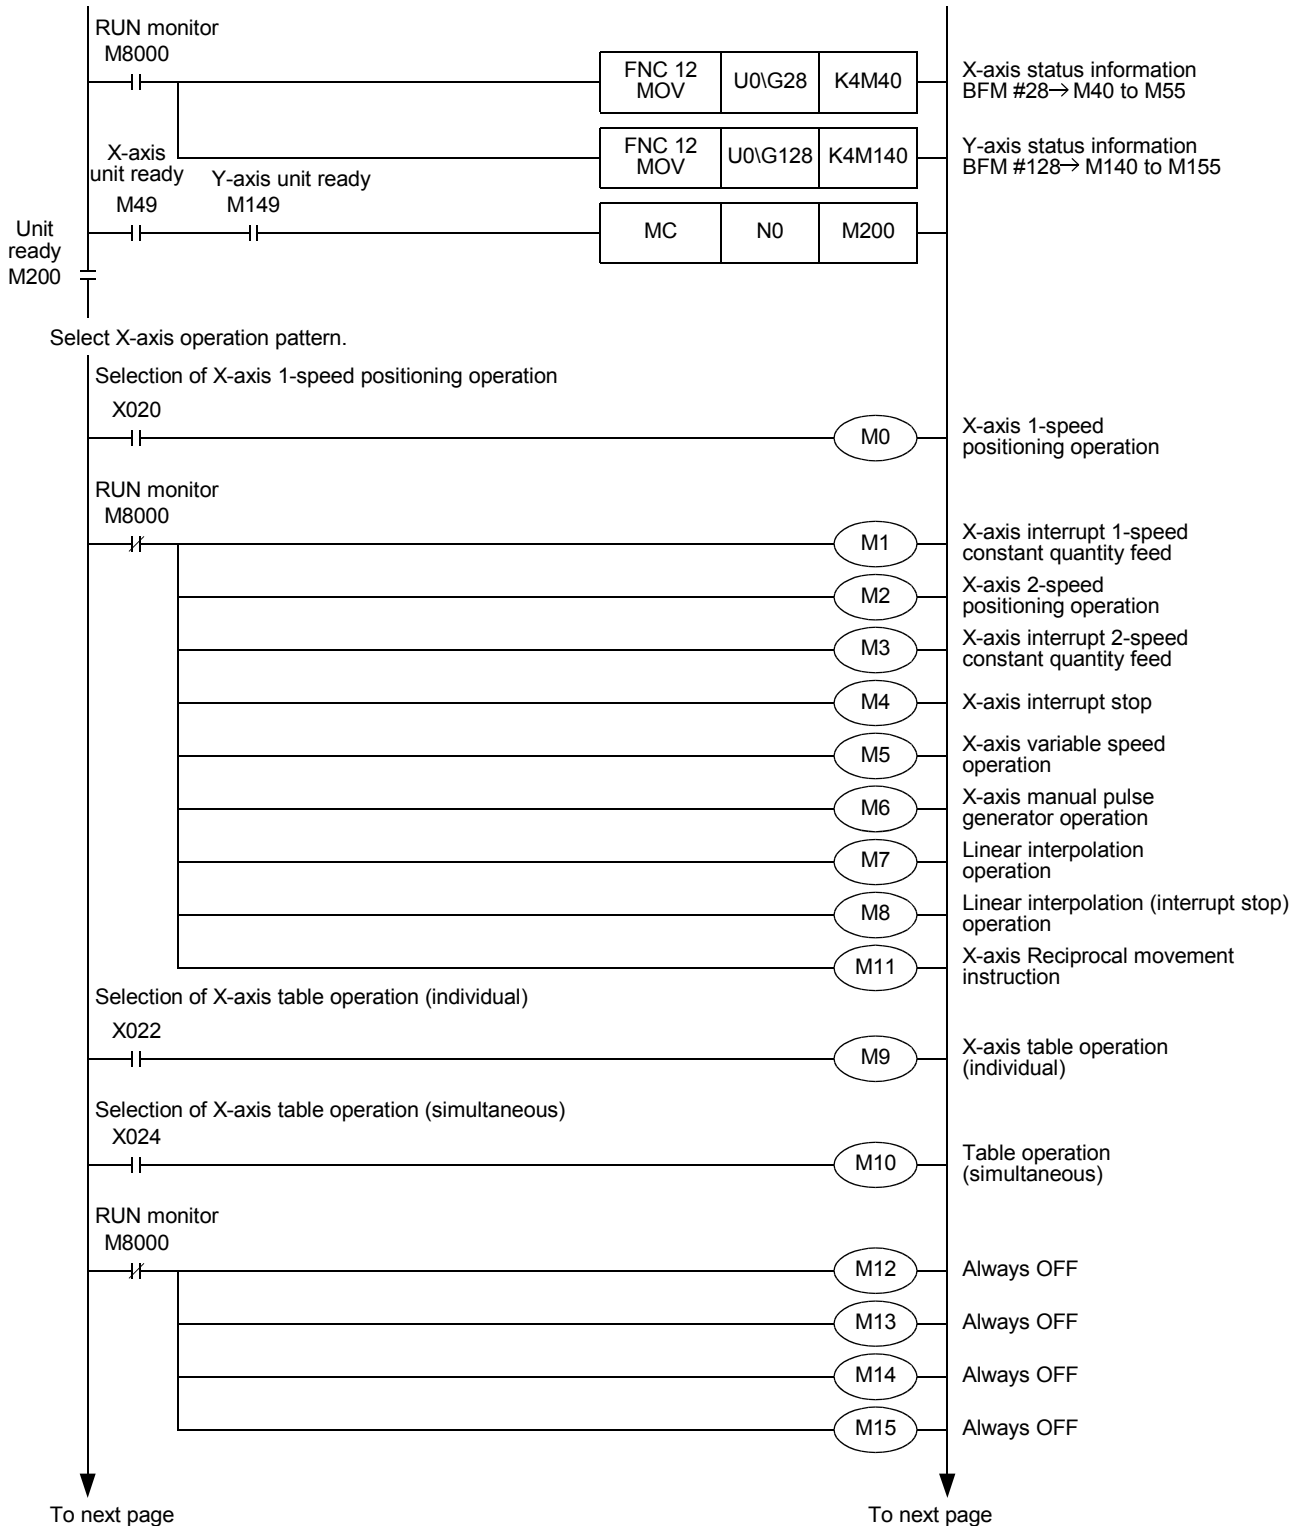 RUN monitor
M8000
FNC 12
MOV
U0\G28
K4M40
X-axis status information
BFM #28→ M40 to M55
FNC 12
MOV
U0\G128
K4M140
Y-axis status information
BFM #128→ M140 to M155
X-axis
unit ready
M49
Y-axis unit ready
M149
MC
N0
M200
Unit
ready
M200
Select X-axis operation pattern.
Selection of X-axis 1-speed positioning operation
X020
M0
X-axis 1-speed
positioning operation
RUN monitor
M8000
M1
X-axis interrupt 1-speed
constant quantity feed
M2
X-axis 2-speed
positioning operation
M3
X-axis interrupt 2-speed
constant quantity feed
M4
X-axis interrupt stop
M5
X-axis variable speed
operation
M6
X-axis manual pulse
generator operation
M7
Linear interpolation
operation
M8
Linear interpolation (interrupt stop)
operation
M11
X-axis Reciprocal movement
instruction
Selection of X-axis table operation (individual)
X022
M9
X-axis table operation
(individual)
Selection of X-axis table operation (simultaneous)
X024
M10
Table operation
(simultaneous)
RUN monitor
M8000
M12
Always OFF
M13
Always OFF
M14
Always OFF
M15
Always OFF
To next page
To next page